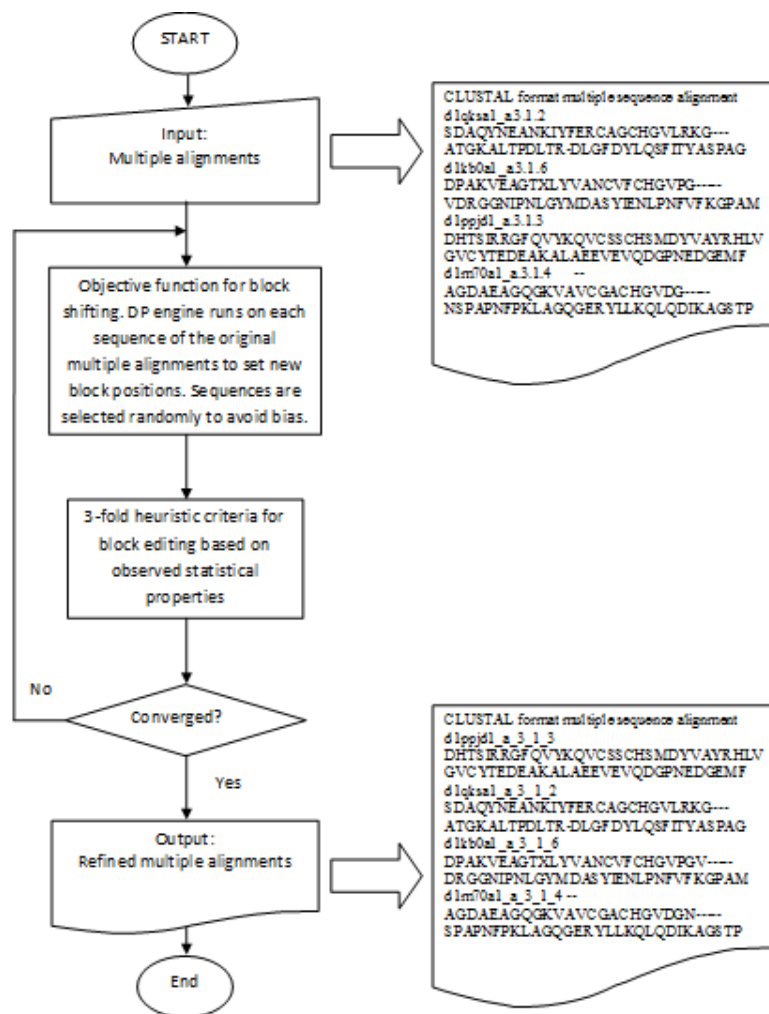 START
Input:
Multiple alignments
CLUSTAL format multiple sequence alignment
d1qksa1_a3.1.2
SDAQYNEANKIYFERCAGCHGVLRKG---
ATGKALTPDLTR-DLGFDYLQSFITYASPAG
d1kb0a1_a3.1.6
DPAKVEAGTXLYVANCVFCHGVPG-----
VDRGGNIPNLGYMDASYIENLPNFVFKGPAM
d1ppjd1_a.3.1.3
DHTSIRRGFQVYKQVCSSCHSMDYVAYRHLV
GVCYTEDEAKALAEEVEVQDGPNEDGEMF
d1m70a1_a.3.1.4 --
AGDAEAGQGKVAVCGACHGVDG-----
NSPAPNFPKLAGQGERYLLKQLQDIKAGSTP
Objective function for block
shifting. DP engine runs on each
sequence of the original
multiple alignments to set new
block positions. Sequences are
selected randomly to avoid bias.
3-fold heuristic criteria for
block editing based on
observed statistical
properties
No
Converged?
Yes
Output:
Refined multiple alignments
CLUSTAL format multiple sequence alignment
d1ppjd1_a_3_1_3
DHTSIRRGFQVYKQVCSSCHSMDYVAYRHLV
GVCYTEDEAKALAEEVEVQDGPNEDGEMF
d1qksa1_a_3_1_2
SDAQYNEANKIYFERCAGCHGVLRKG---
ATGKALTPDLTR-DLGFDYLQSFITYASPAG
d1kb0a1_a_3_1_6
DPAKVEAGTXLYVANCVFCHGVPGV-----
DRGGNIPNLGYMDASYIENLPNFVFKGPAM
d1m70a1_a_3_1_4 --
AGDAEAGQGKVAVCGACHGVDGN-----
SPAPNFPKLAGQGERYLLKQLQDIKAGSTP
End